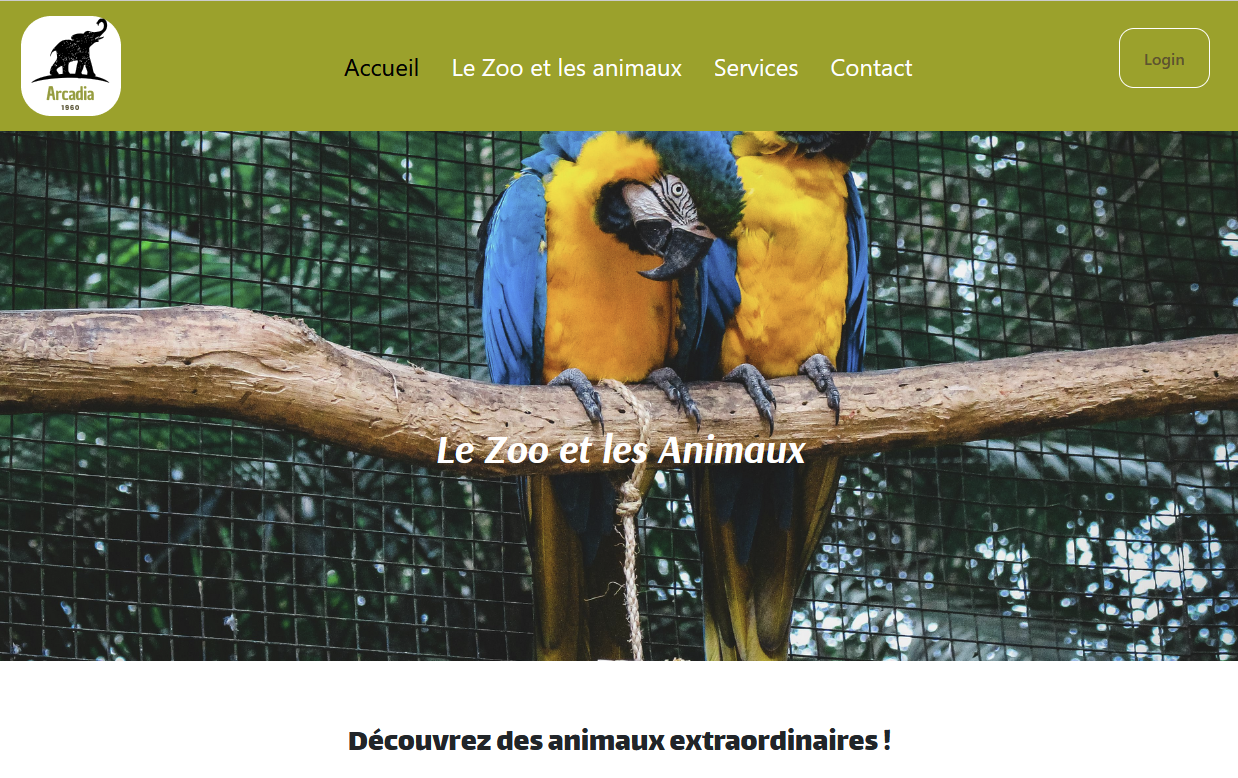 Arcadia
1960
Accueil
Le Zoo et les animaux
Services
Contact
Login
Le Zoo et les Animaux
Découvrez des animaux extraordinaires !